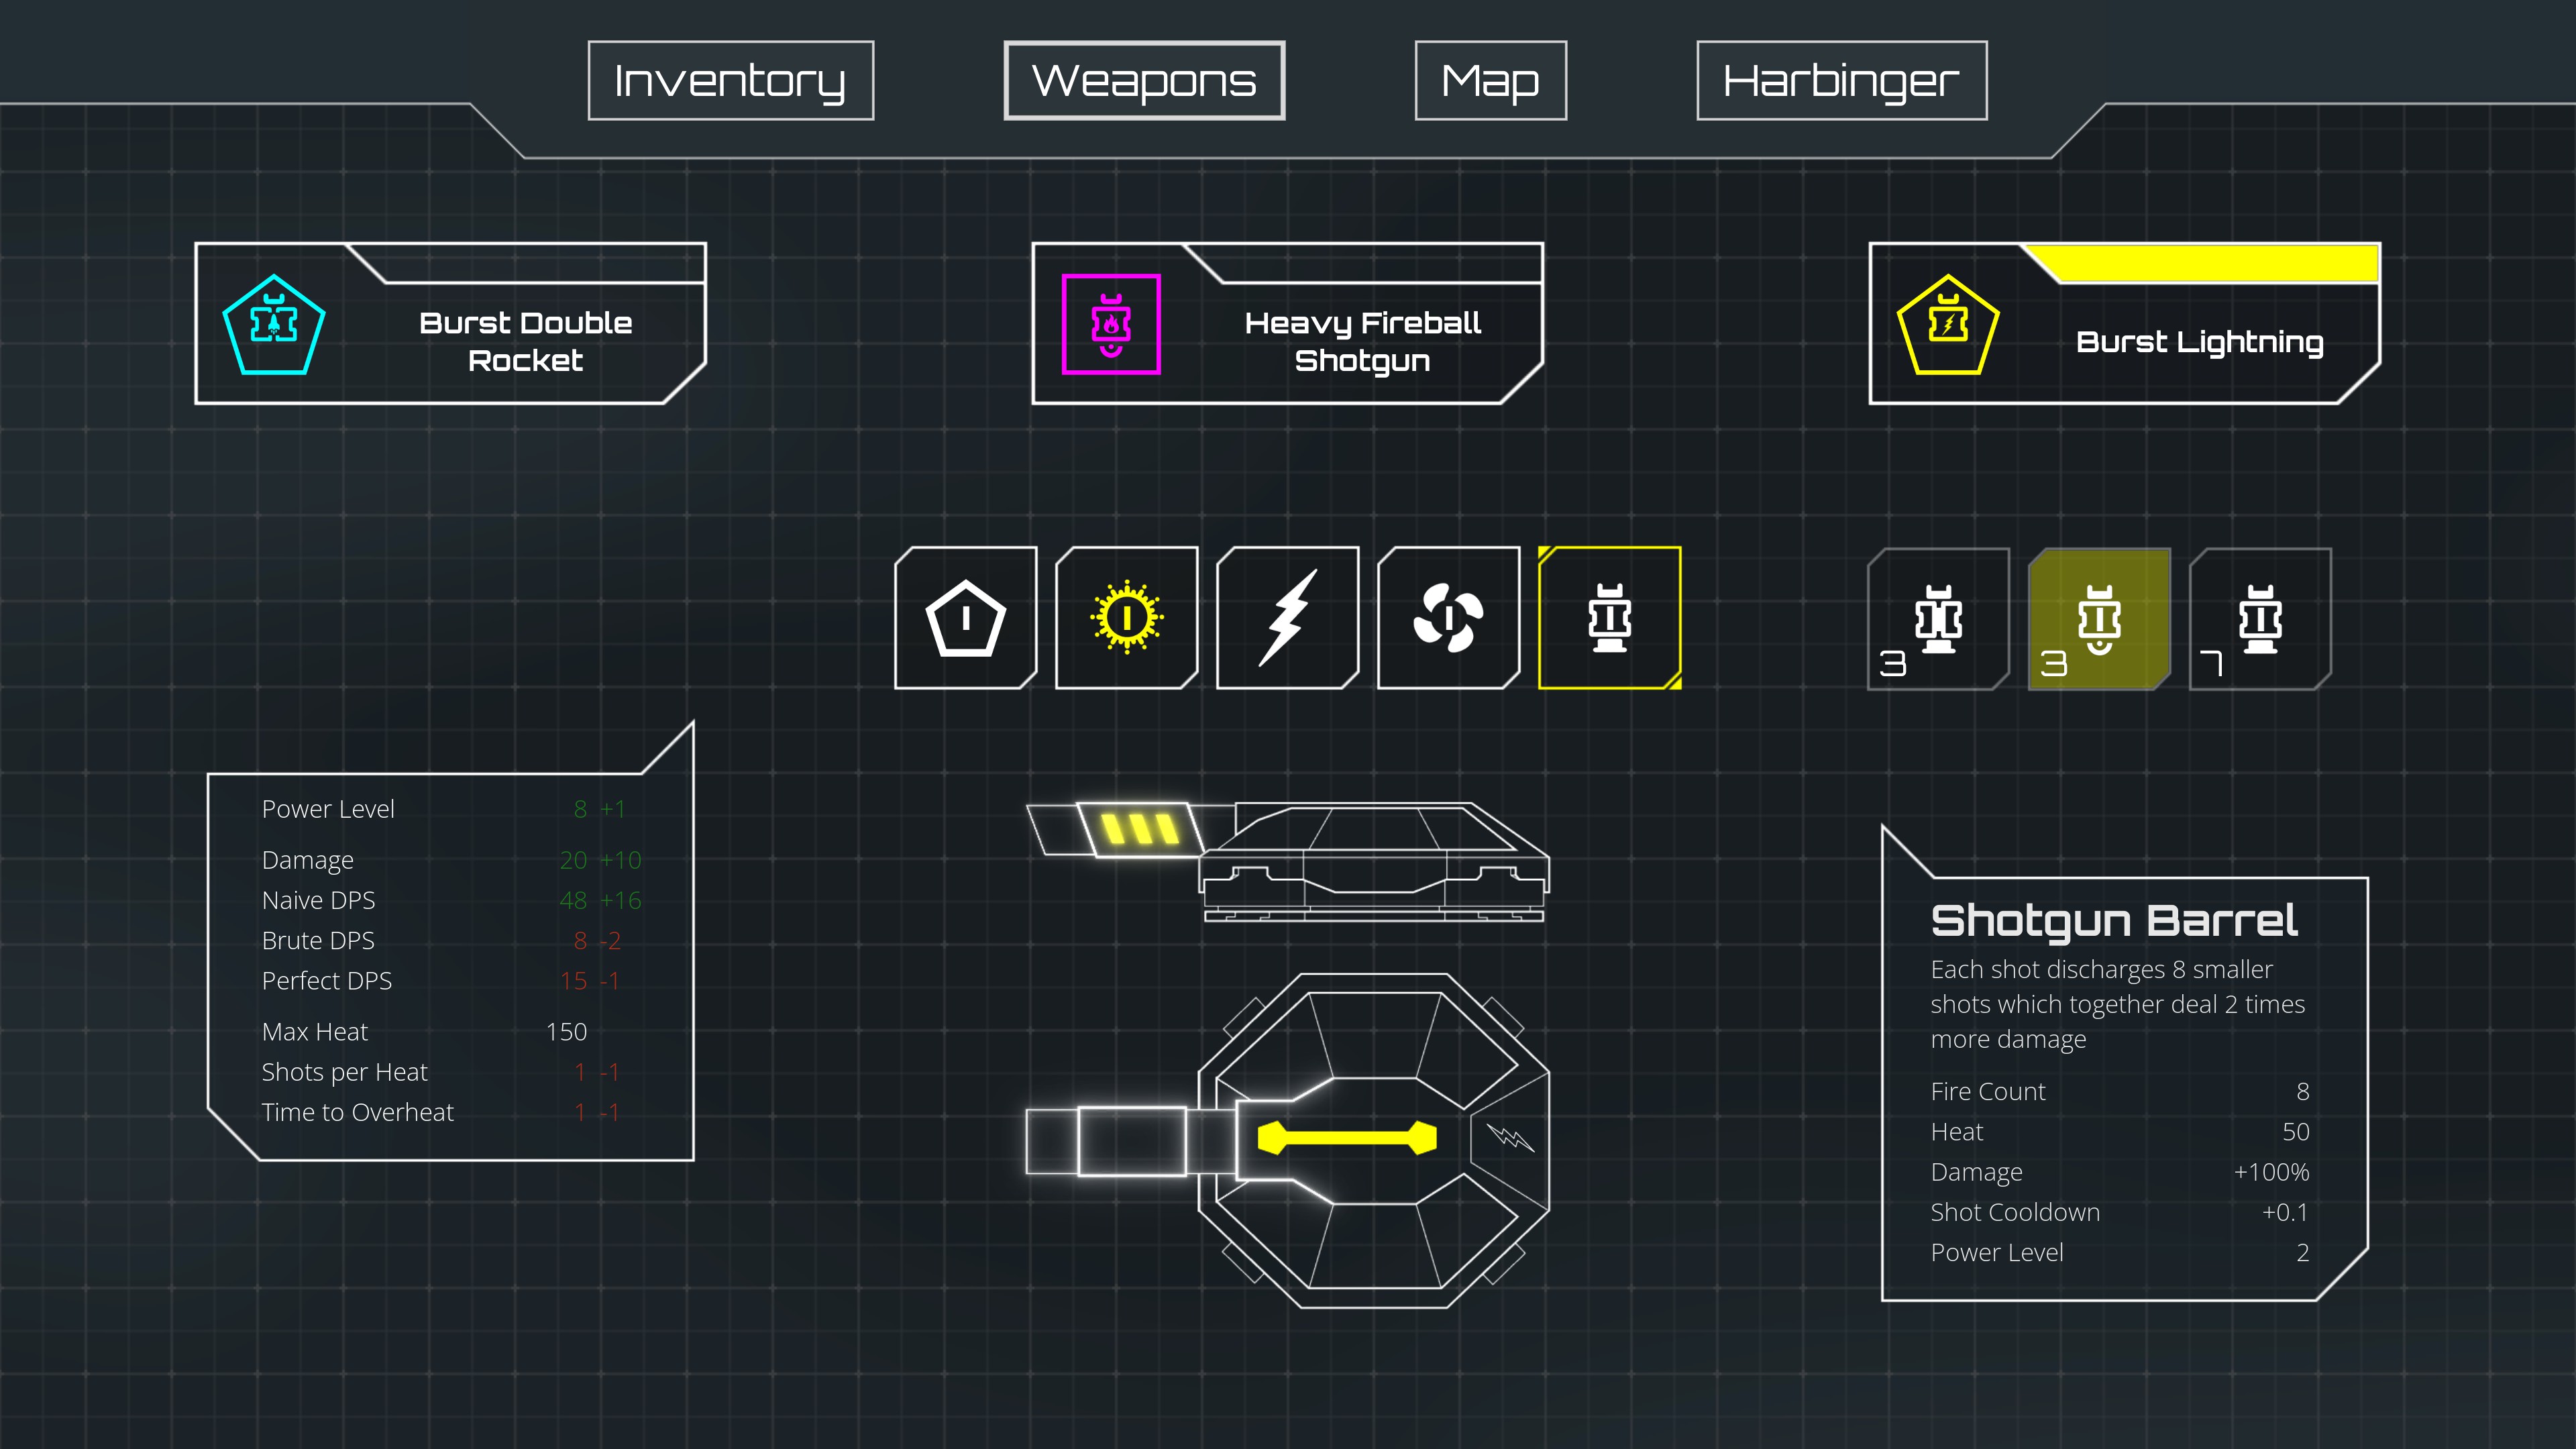 Inventory
Weapons
Map
Harbinger
Burst Double
Rocket
Heavy Fireball
Shotgun
Burst Lightning
3
3
7
Power Level 8 +1
Damage 20 +10
Naive DPS 48 +16
Brute DPS 8 -2
Perfect DPS 15 -1
Max Heat 150
Shots per Heat 1 -1
Time to Overheat 1 -1
Shotgun Barrel
Each shot discharges 8 smaller
shots which together deal 2 times
more damage
Fire Count 8
Heat 50
Damage +100%
Shot Cooldown +0.1
Power Level 2